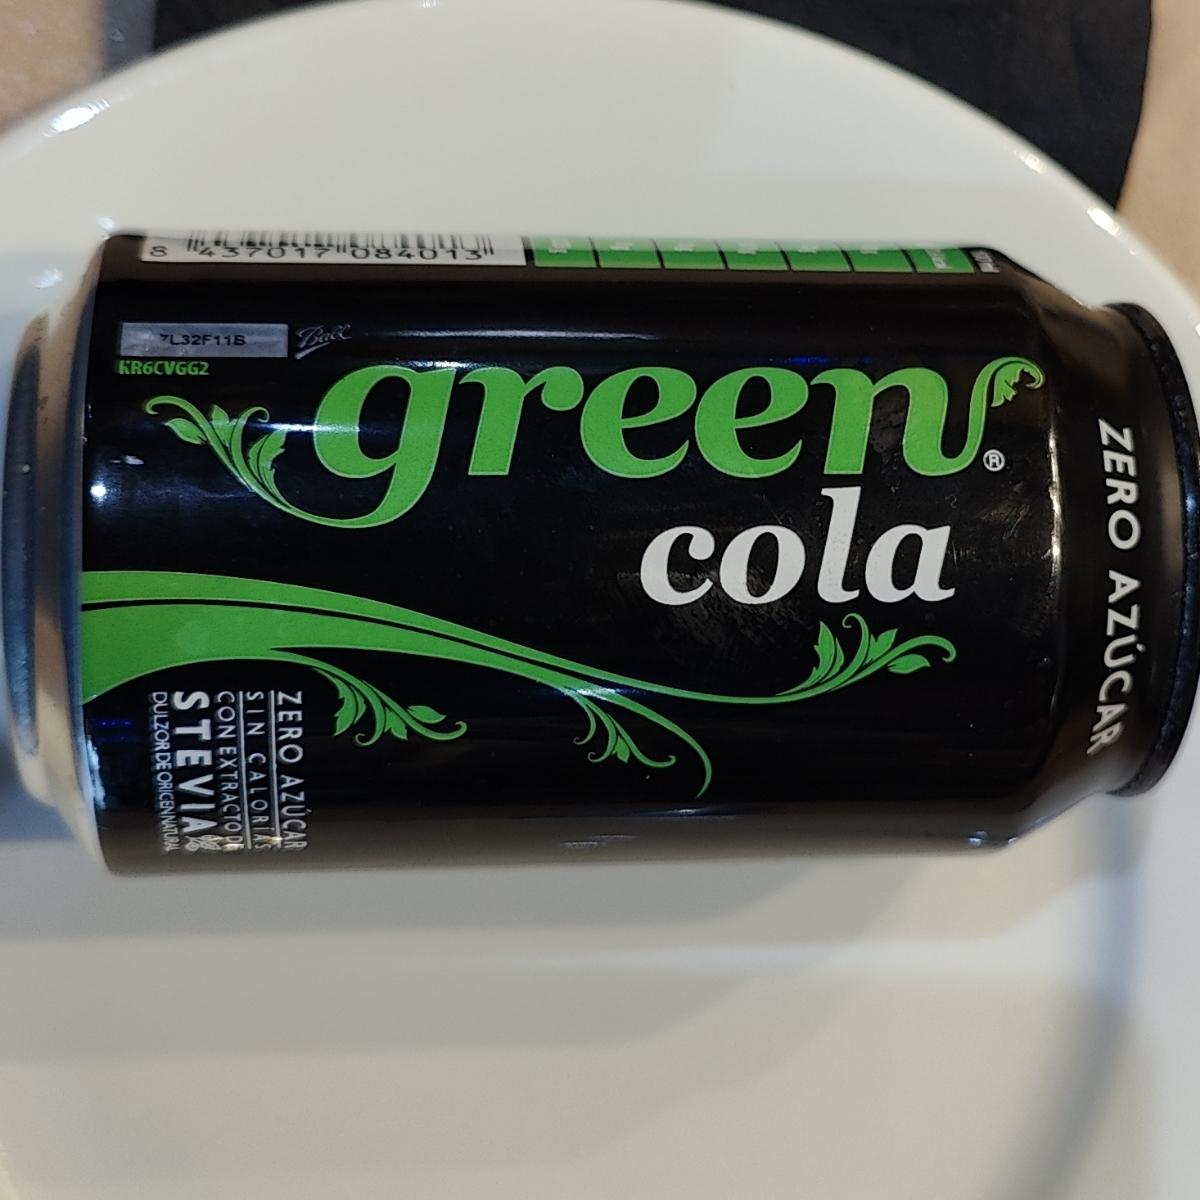 8 437017 084013
7L32F11B
Ball
KR6CVGG2
green®
cola
ZERO AZÚCAR
ZERO AZÚCAR
SIN CALORÍAS
CON EXTRACTO DE
STEVIA
DULZOR DE ORIGEN NATURAL